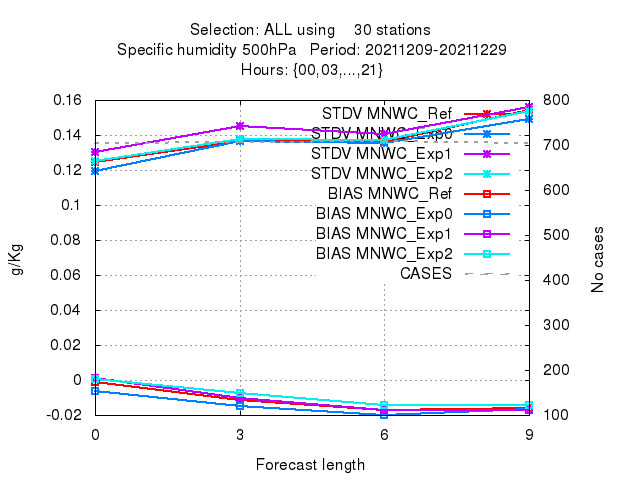 Selection: ALL using 30 stations
Specific humidity 500hPa Period: 20211209-20211229
Hours: {00,03,...,21}
0.16
0.14
0.12
0.1
0.08
0.06
0.04
0.02
0
-0.02
g/Kg
800
700
600
500
400
300
200
100
No cases
STDV MNWC_Ref
STDV MNWC_Exp0
STDV MNWC_Exp1
STDV MNWC_Exp2
BIAS MNWC_Ref
BIAS MNWC_Exp0
BIAS MNWC_Exp1
BIAS MNWC_Exp2
CASES
0 3 6 9
Forecast length